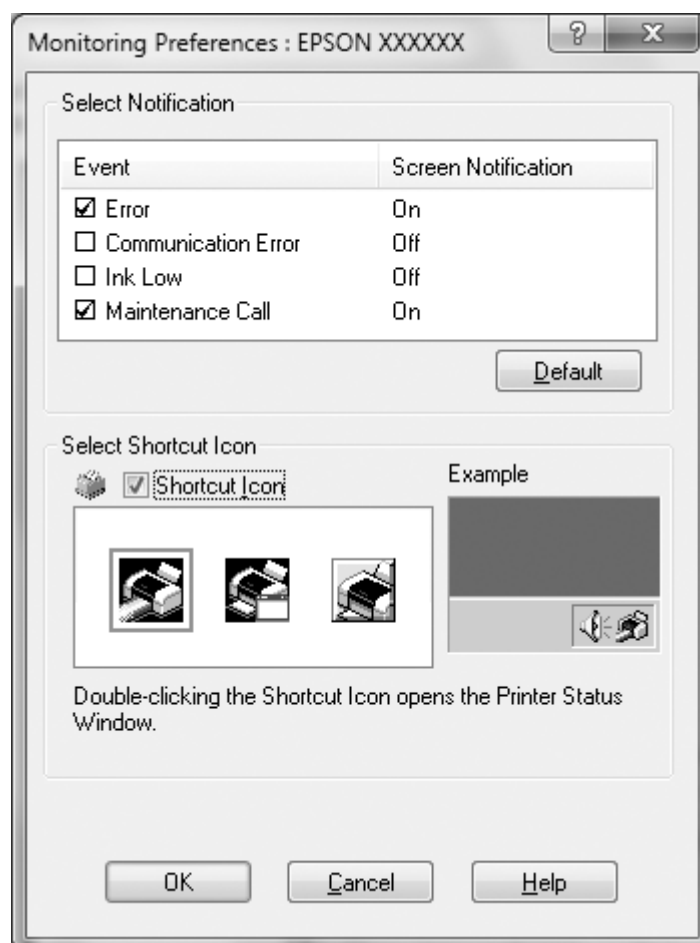 Monitoring Preferences : EPSON XXXXXX
Select Notification
Event Screen Notification
Error On
Communication Error Off
Ink Low Off
Maintenance Call On
Default
Select Shortcut Icon
Shortcut Icon
Example
Double-clicking the Shortcut Icon opens the Printer Status
Window.
OK Cancel Help